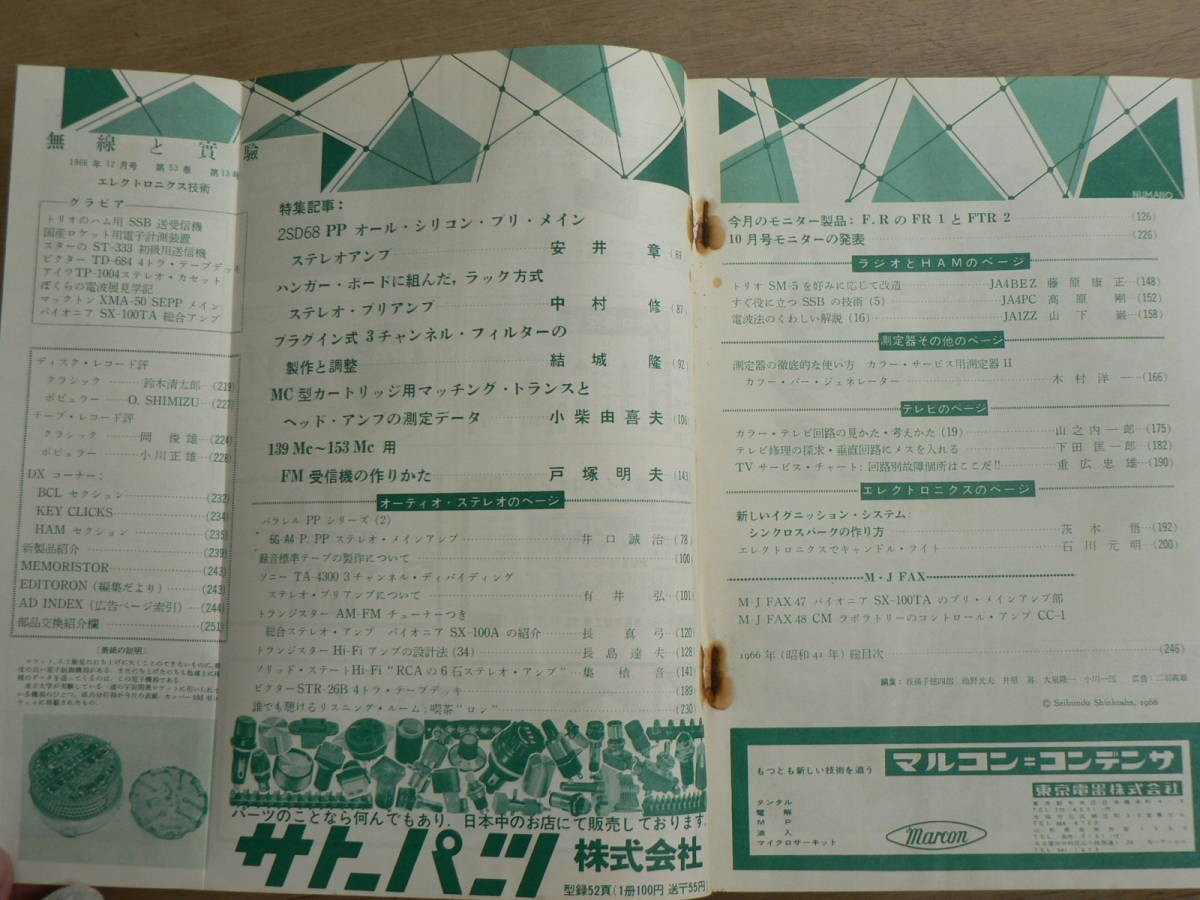 無線と實驗
1966年12月号 第53巻 第13
エレクトロニクス技術
グラビア
トリオのハム用 SSB 送受信機
国産ロケット用電子計測装置
スターの ST-333 初級用送信機
ビクター TD-684 4トラ・テープデッキ
アイワ TP-1004 ステレオ・カセット
ぼくらの電波展見学記
マックトン XMA-50 SEPP メイン
パイオニア SX-100TA 総合アンプ
ディスク・レコード評
クラシック 鈴木清太郎 (219)
ポピュラー O. SHIMIZU (227)
テープ・レコード評
クラシック 岡 俊雄 (224)
ポピュラー 小川正雄 (228)
DX コーナー:
BCL セクション (232)
KEY CLICKS (234)
HAM セクション (235)
新製品紹介 (239)
MEMORISTOR (243)
EDITORON (編集だより) (243)
AD INDEX (広告ページ索引) (244)
部品交換紹介欄 (251)
〔表紙の説明〕
特集記事:
2SD68 PP オール・シリコン・プリ・メイン
ステレオアンプ 安井 章 (69)
ハンガー・ボードに組んだ,ラック方式
ステレオ・プリアンプ 中村 修 (87)
プラグイン式 3チャンネル・フィルターの
製作と調整 結城 隆 (92)
MC型カートリッジ用マッチング・トランスと
ヘッド・アンプの測定データ 小柴由喜夫 (106)
139 Mc~153 Mc 用
FM 受信機の作りかた 戸塚明夫 (143)
オーディオ・ステレオのページ
パラレル PP シリーズ (2)
6G-A4 P.PP ステレオ・メインアンプ 井口誠治 (78)
録音標準テープの製作について (100)
ソニー TA-4300 3チャンネル・ディバイディング
ステレオ・プリアンプについて 有井 弘 (101)
トランジスター AM-FM チューナーつき
総合ステレオ・アンプ パイオニア SX-100A の紹介 長 真弓 (120)
トランジスター Hi-Fi アンプの設計法 (34) 長島達夫 (128)
ソリッド・ステート Hi-Fi “RCAの6石ステレオ・アンプ” 集積音 (141)
ビクター STR-26B 4トラ・テープデッキ (189)
誰でも聴けるリスニング・ルーム:喫茶“ロン” (230)
パーツのことなら何んでもあり.日本中のお店にて販売しております.
サトーパーツ 株式会社
型録52頁(1冊100円 送〒55円)
NUMANO
今月のモニター製品: F.R の FR 1 と FTR 2 (126)
10月号モニターの発表 (226)
ラジオとHAMのページ
トリオ SM-5 を好みに応じて改造 JA4BEZ 藤原康正 (148)
すぐ役に立つ SSB の技術 (5) JA4PC 高原 剛 (152)
電波法のくわしい解説 (16) JA1ZZ 山下 巌 (158)
測定器その他のページ
測定器の徹底的な使い方 カラー・サービス用測定器 II
カラー・バー・ジェネレーター 木村洋一 (166)
テレビのページ
カラー・テレビ回路の見かた・考えかた (19) 山之内一郎 (175)
テレビ修理の探求・垂直回路にメスを入れる 下田匡一郎 (182)
TV サービス・チャート: 回路別故障個所はここだ!! 重広忠雄 (190)
エレクトロニクスのページ
新しいイグニッション・システム:
シンクロスパークの作り方 茨木 悟 (192)
エレクトロニクスでキャンドル・ライト 石川元明 (200)
M・J FAX
M・J FAX 47 パイオニア SX-100TA のプリ・メインアンプ部
M・J FAX 48 CM ラボラトリーのコントロール・アンプ CC-1
1966年(昭和41年)総目次 (246)
© Seibundo Shinkosha, 1966
もっとも新しい技術を追う
マルコン=コンデンサ
東京電器株式会社
タンタル
電解
MP
油入
マイクロサーキット
marcon